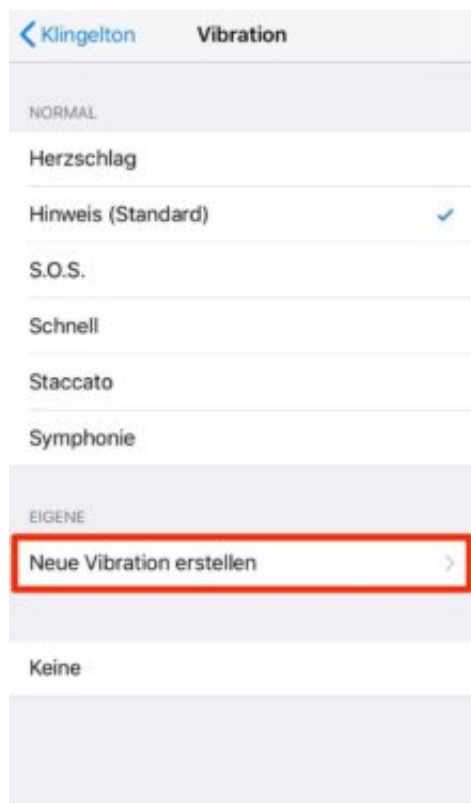 Klingelton Vibration
NORMAL
Herzschlag
Hinweis (Standard)
S.O.S.
Schnell
Staccato
Symphonie
EIGENE
Neue Vibration erstellen
Keine